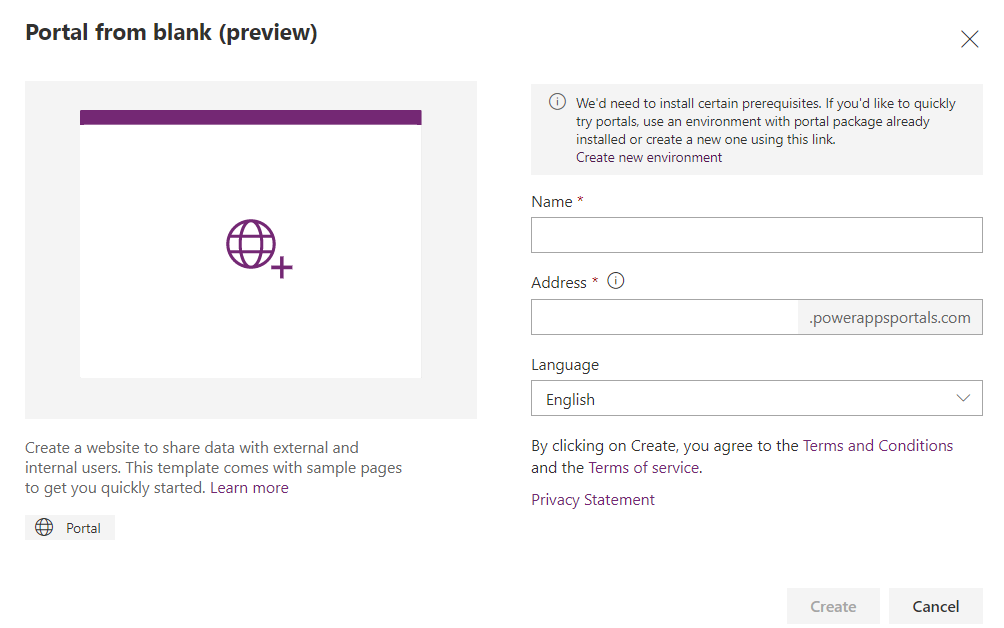 Portal from blank (preview)
We'd need to install certain prerequisites. If you'd like to quickly
try portals, use an environment with portal package already
installed or create a new one using this link.
Create new environment
Name *
Address *
.powerappsportals.com
Language
English
By clicking on Create, you agree to the Terms and Conditions
and the Terms of service.
Privacy Statement
Create a website to share data with external and
internal users. This template comes with sample pages
to get you quickly started. Learn more
Portal
Create
Cancel